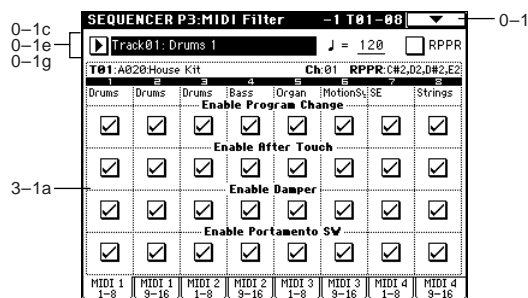 SEQUENCER P3:MIDI Filter -1 T01-08
0-1
0-1c
0-1e
0-1g
Track01: Drums 1 ♩ = 120 RPPR
T01:A020:House Kit Ch:01 RPPR:C#2,D2,D#2,E2
1 2 3 4 5 6 7 8
Drums Drums Drums Bass Organ MotionSy SE Strings
Enable Program Change
Enable After Touch
3-1a
Enable Damper
Enable Portamento SW
MIDI 1 1-8 MIDI 1 9-16 MIDI 2 1-8 MIDI 2 9-16 MIDI 3 1-8 MIDI 3 9-16 MIDI 4 1-8 MIDI 4 9-16